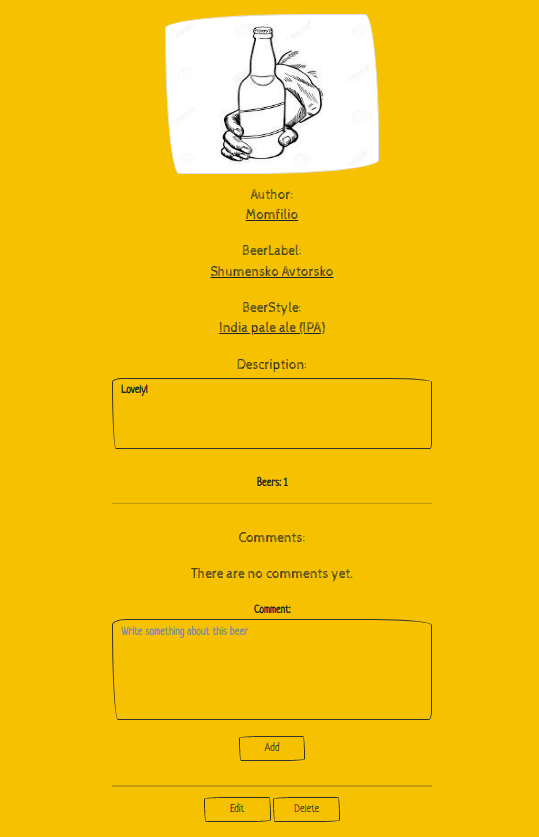 Author:
Momfilio
BeerLabel:
Shumensko Avtorsko
BeerStyle:
India pale ale (IPA)
Description:
Lovely!
Beers: 1
Comments:
There are no comments yet.
Comment:
Write something about this beer
Add
Edit Delete